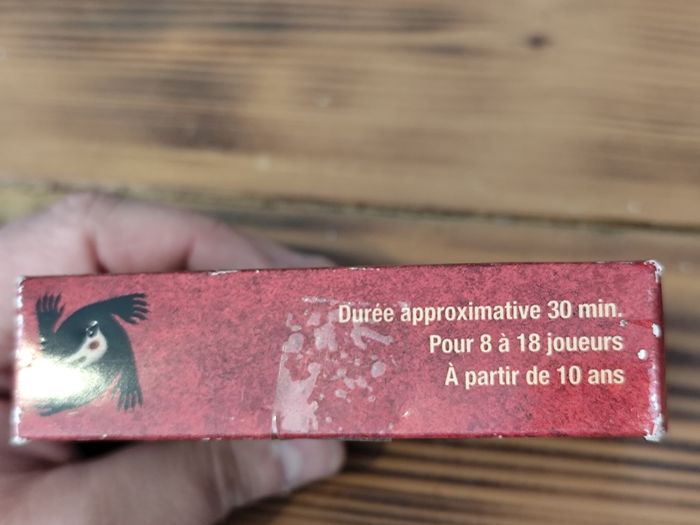 Durée approximative 30 min.
Pour 8 à 18 joueurs
À partir de 10 ans